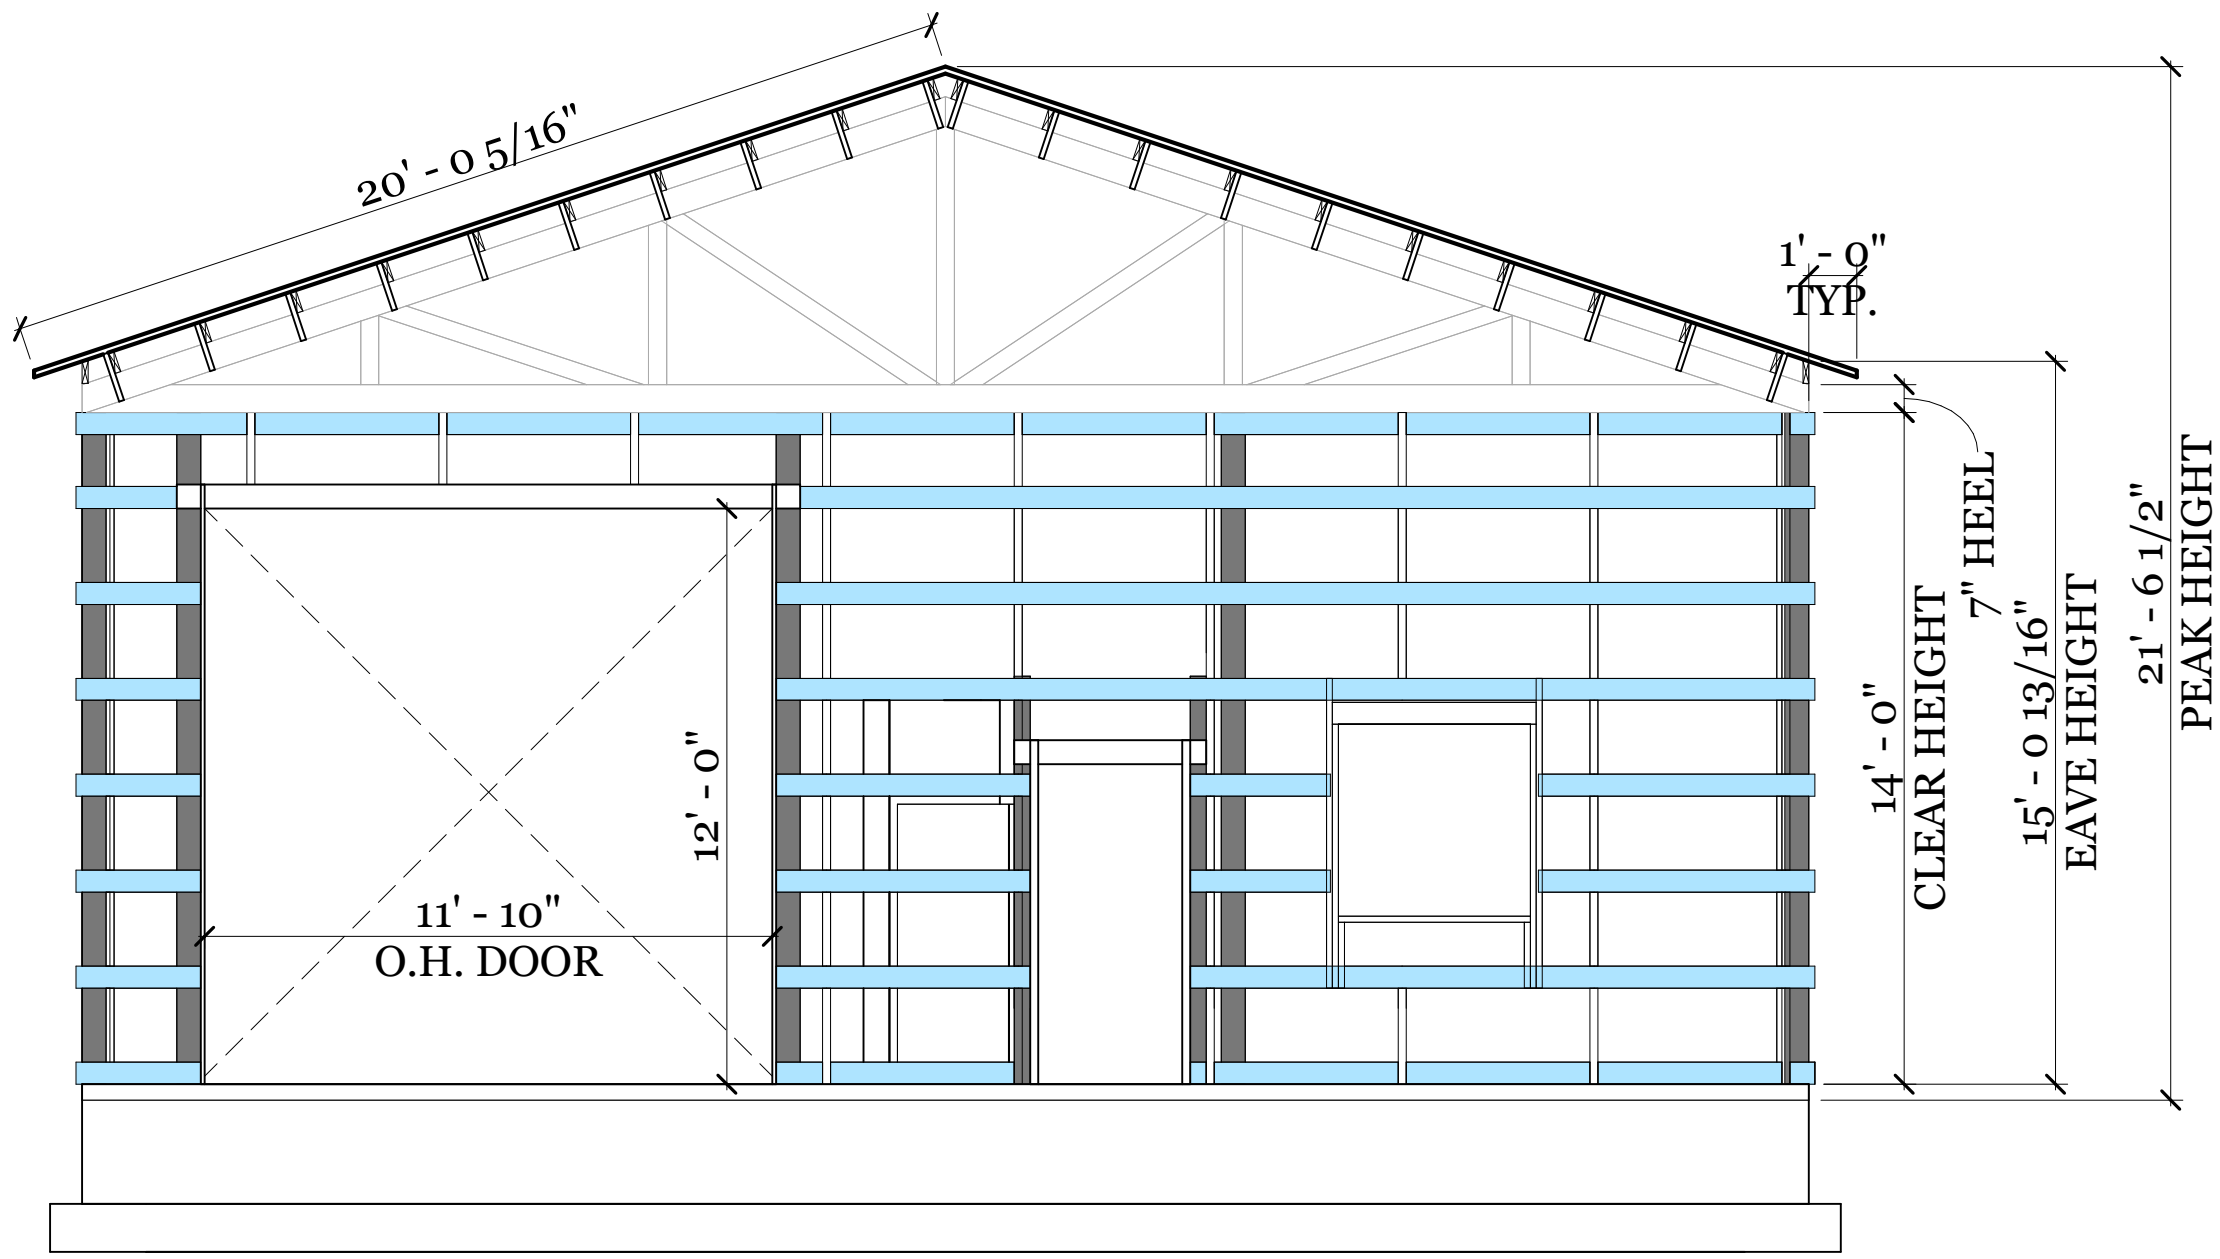 20' - 0 5/16"
1' - 0"
TYP.
7" HEEL
14' - 0"
CLEAR HEIGHT
15' - 0 13/16"
EAVE HEIGHT
21' - 6 1/2"
PEAK HEIGHT
12' - 0"
11' - 10"
O.H. DOOR